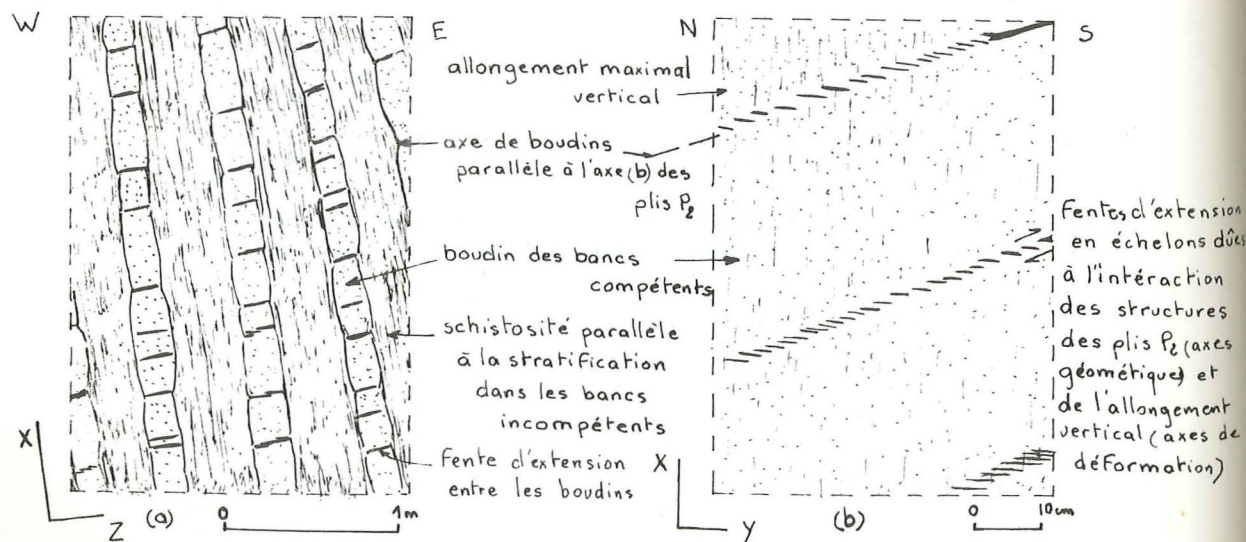 W
E
N
S
allongement maximal
vertical
axe de boudins
parallèle à l'axe (b) des
plis P2
boudin des bancs
compétents
schistosité parallèle
à la stratification
dans les bancs
incompétents
fente d'extension
entre les boudins
Fentes d'extension
en échelons dûes
à l'intéraction
des structures
des plis P2 (axes
géométiques) et
de l'allongement
vertical (axes de
déformation)
X
Z
(a)
0
1m
X
Y
(b)
0
10cm